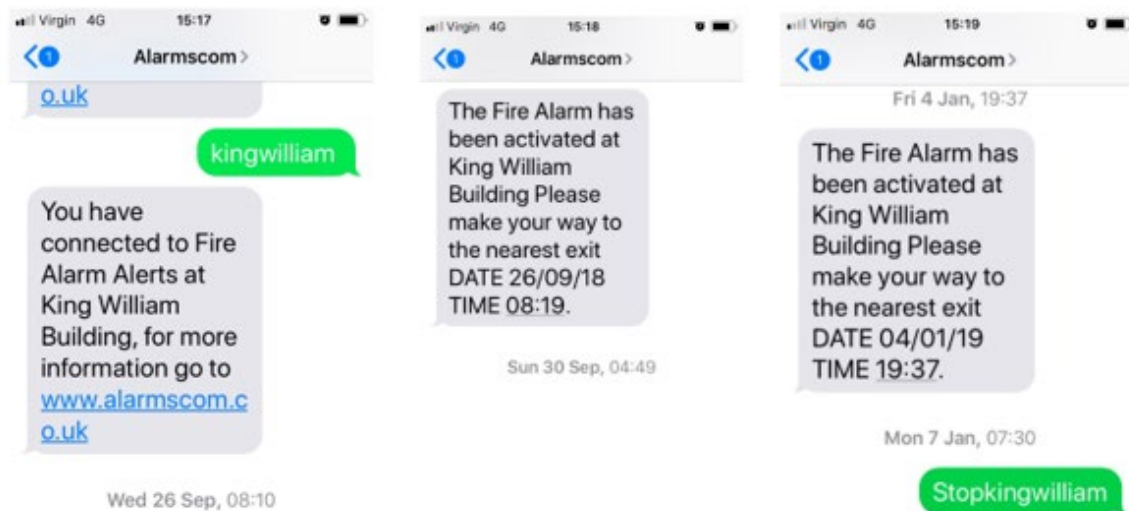 Virgin 4G 15:17
1 Alarmscom >
o.uk
kingwilliam
You have
connected to Fire
Alarm Alerts at
King William
Building, for more
information go to
www.alarmscom.c
o.uk
Wed 26 Sep, 08:10
Virgin 4G 15:18
1 Alarmscom >
The Fire Alarm has
been activated at
King William
Building Please
make your way to
the nearest exit
DATE 26/09/18
TIME 08:19.
Sun 30 Sep, 04:49
Virgin 4G 15:19
1 Alarmscom >
Fri 4 Jan, 19:37
The Fire Alarm has
been activated at
King William
Building Please
make your way to
the nearest exit
DATE 04/01/19
TIME 19:37.
Mon 7 Jan, 07:30
Stopkingwilliam